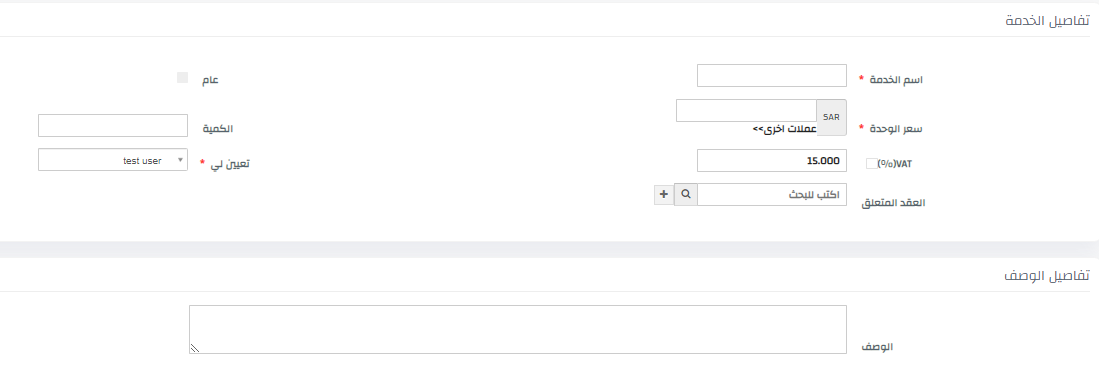 تفاصيل الخدمة
اسم الخدمة *
عام
سعر الوحدة * SAR
عملات اخرى>>
الكمية
VAT(%) 15.000
تعيين لي * test user
العقد المتعلق اكتب للبحث
تفاصيل الوصف
الوصف